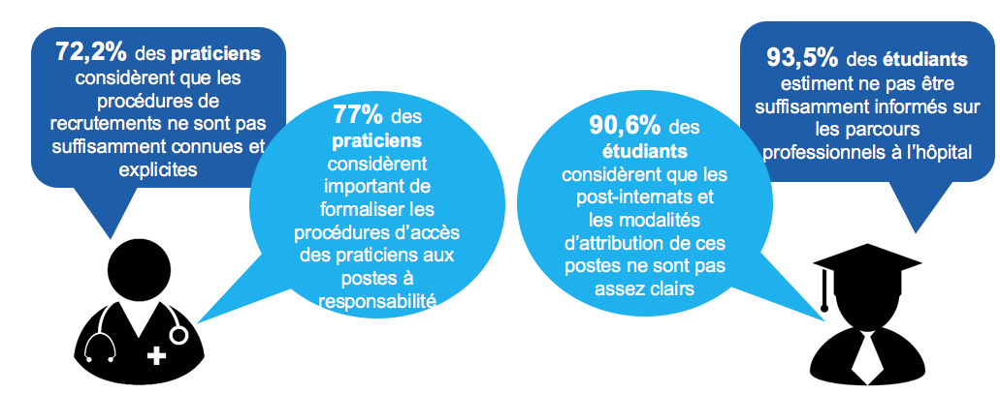 72,2% des praticiens
considèrent que les
procédures de
recrutements ne sont pas
suffisamment connues et
explicites
77% des
praticiens
considèrent
important de
formaliser les
procédures d’accès
des praticiens aux
postes à
responsabilité
90,6% des
étudiants
considèrent que les
post-internats et
les modalités
d’attribution de ces
postes ne sont pas
assez clairs
93,5% des étudiants
estiment ne pas être
suffisamment informés sur
les parcours
professionnels à l’hôpital